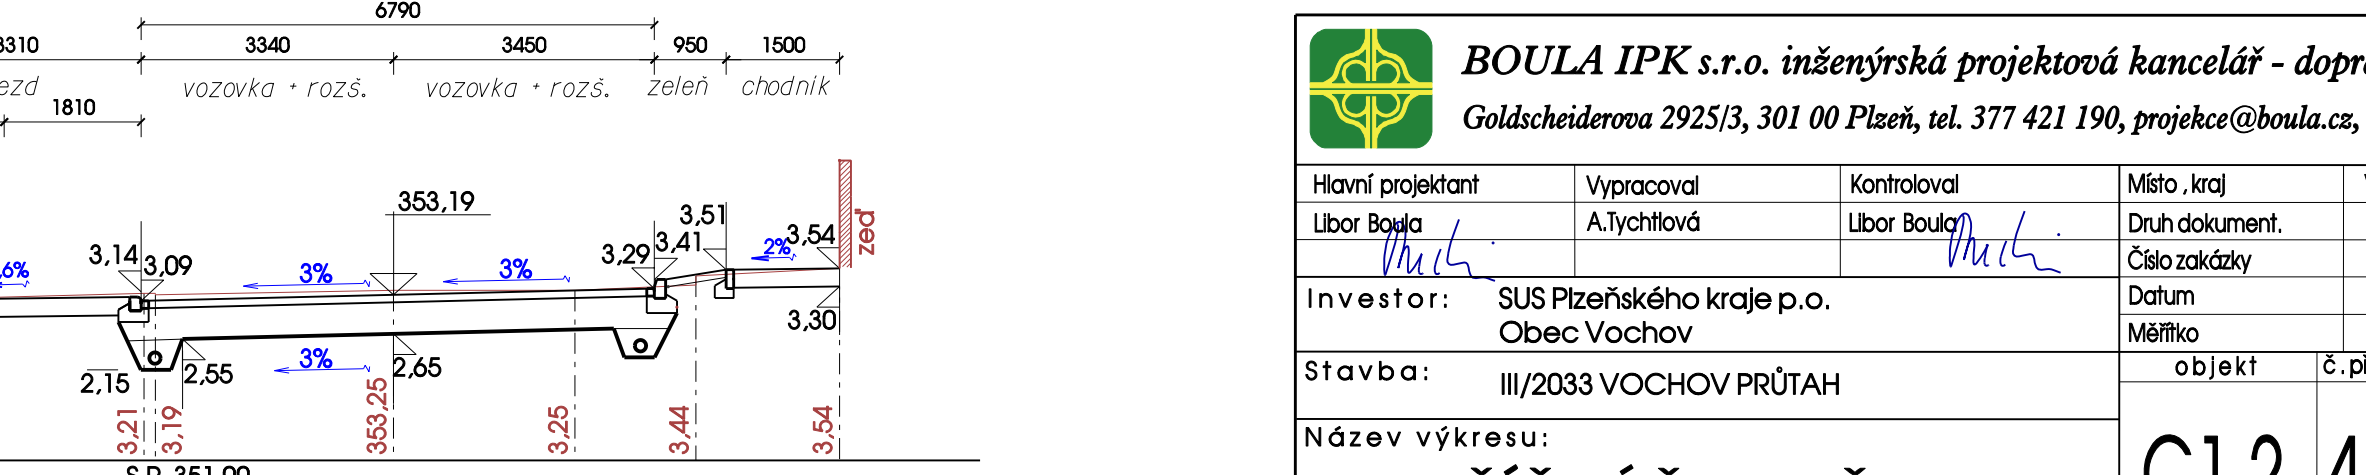 6790
3340 3450 950 1500
vozovka + rozš. vozovka + rozš. zeleň chodník
1810
353,19
3,14 3,09 3% 3% 3,29 3,41 3,51 2% 3,54
zeď
3,30
2,15 2,55 3% 2,65
3,21 3,19 353,25 3,25 3,44 3,54
BOULA IPK s.r.o. inženýrská projektová kancelář -
Goldscheiderova 2925/3, 301 00 Plzeň, tel. 377 421 190, projekce@boula.cz,
Hlavní projektant Vypracoval Kontroloval Místo , kraj
Libor Boula A.Tychtlová Libor Boula Druh dokument.
Číslo zakázky
Investor: SUS Plzeňského kraje p.o. Datum
Obec Vochov Měřítko
Stavba: III/2033 VOCHOV PRŮTAH objekt
Název výkresu: